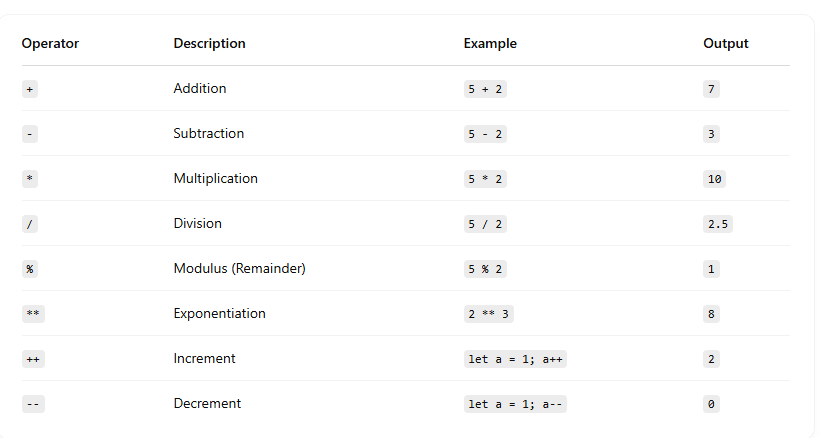 Operator Description Example Output
+ Addition 5 + 2 7
- Subtraction 5 - 2 3
* Multiplication 5 * 2 10
/ Division 5 / 2 2.5
% Modulus (Remainder) 5 % 2 1
** Exponentiation 2 ** 3 8
++ Increment let a = 1; a++ 2
-- Decrement let a = 1; a-- 0